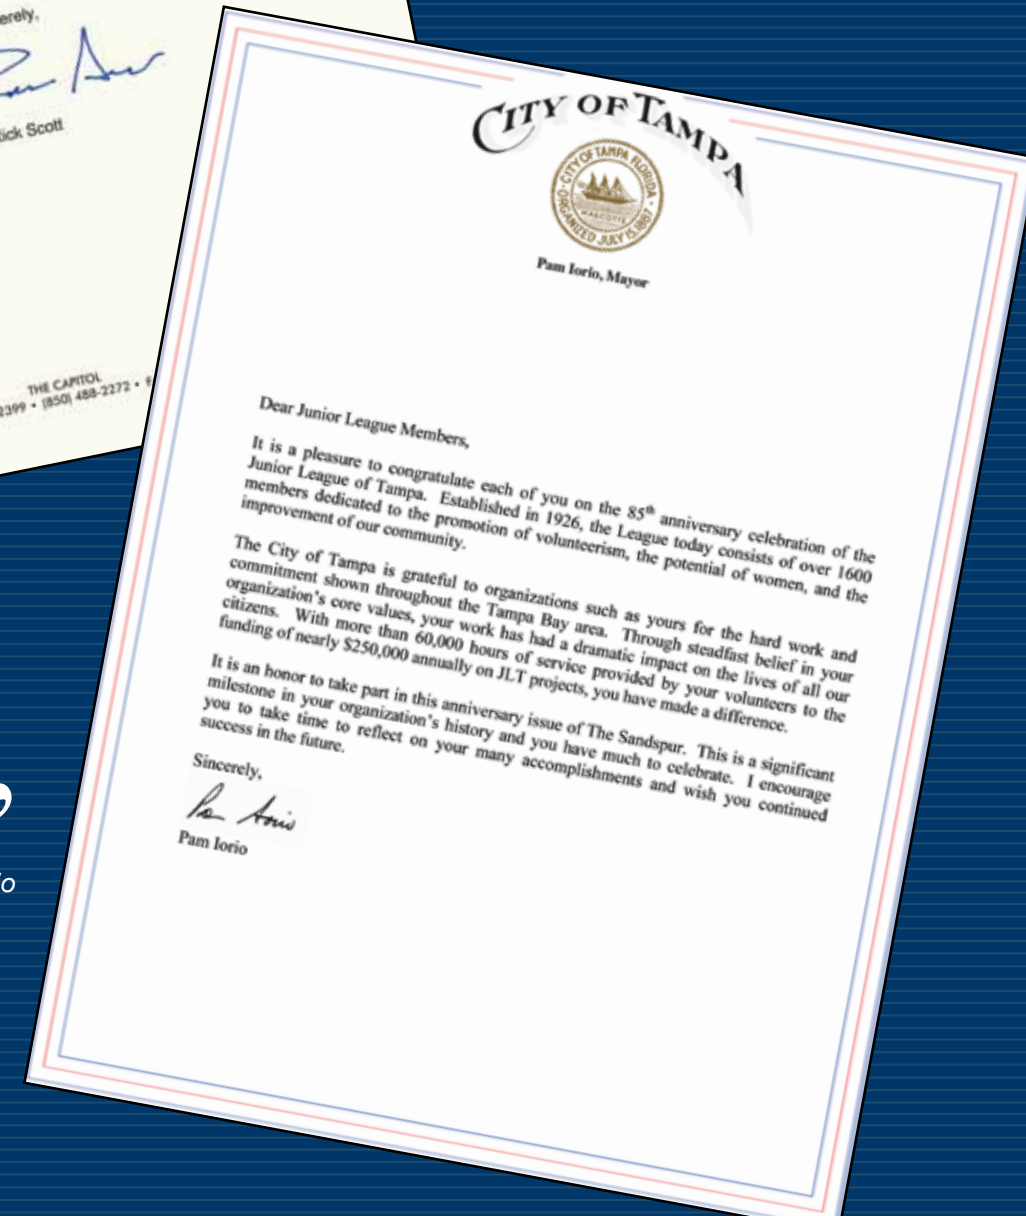 erely,
ick Scott
THE CAPITOL
2399 • (850) 488-2272 •
CITY OF TAMPA
CITY OF TAMPA FLORIDA
MASCOTTE
ORGANIZED JULY 15, 1887
Pam Iorio, Mayor
Dear Junior League Members,
It is a pleasure to congratulate each of you on the 85th anniversary celebration of the
Junior League of Tampa. Established in 1926, the League today consists of over 1600
members dedicated to the promotion of volunteerism, the potential of women, and the
improvement of our community.
The City of Tampa is grateful to organizations such as yours for the hard work and
commitment shown throughout the Tampa Bay area. Through steadfast belief in your
organization's core values, your work has had a dramatic impact on the lives of all our
citizens. With more than 60,000 hours of service provided by your volunteers to the
funding of nearly $250,000 annually on JLT projects, you have made a difference.
It is an honor to take part in this anniversary issue of The Sandspur. This is a significant
milestone in your organization's history and you have much to celebrate. I encourage
you to take time to reflect on your many accomplishments and wish you continued
success in the future.
Sincerely,
Pam Iorio
Pam Iorio